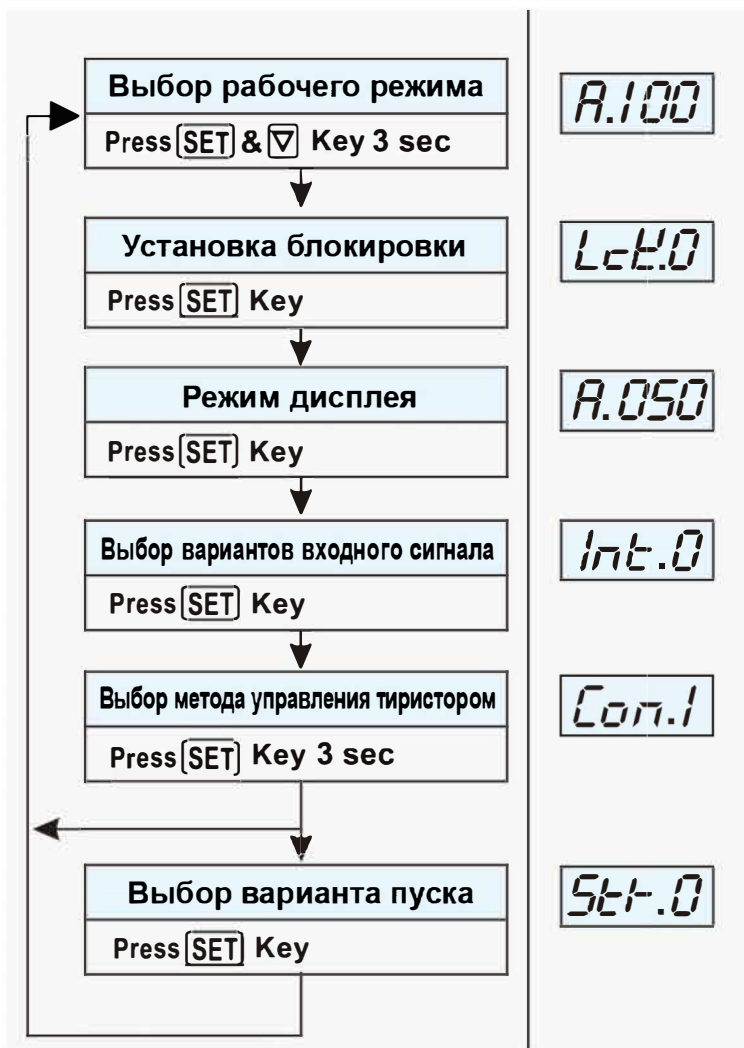 Выбор рабочего режима
A.100
Press SET & ▽ Key 3 sec
Установка блокировки
Lck.0
Press SET Key
Режим дисплея
A.050
Press SET Key
Выбор вариантов входного сигнала
Int.0
Press SET Key
Выбор метода управления тиристором
Con.1
Press SET Key 3 sec
Выбор варианта пуска
Str.0
Press SET Key